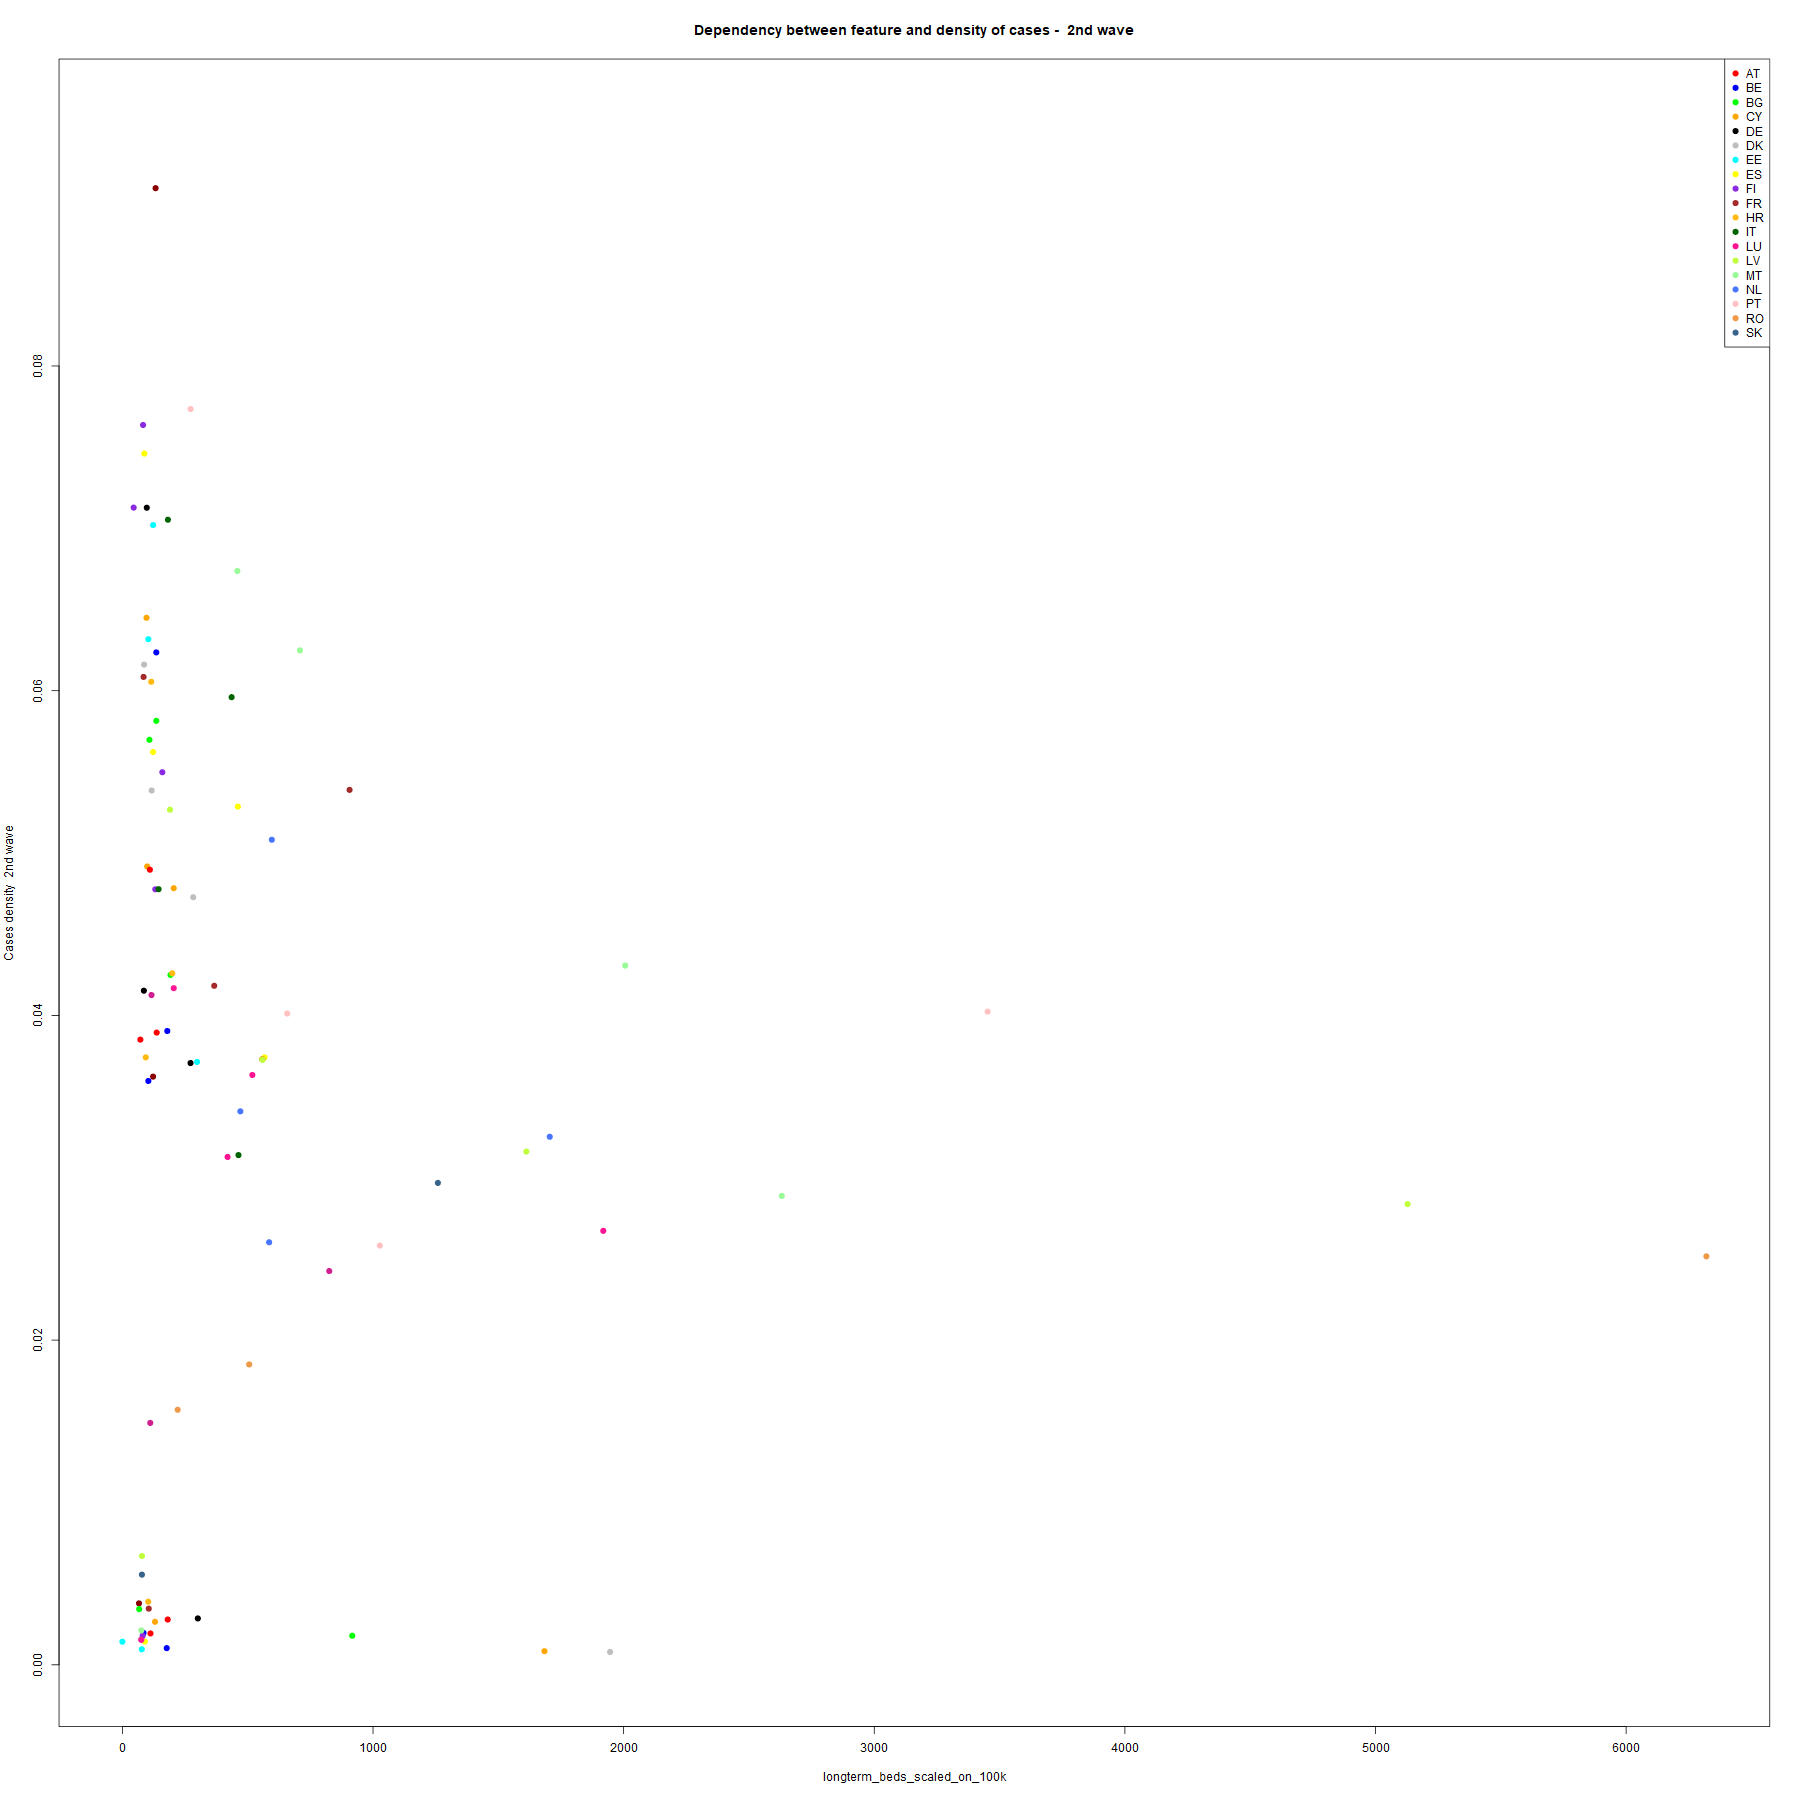 Dependency between feature and density of cases -  2nd wave
AT
BE
BG
CY
DE
DK
EE
ES
FI
FR
HR
IT
LU
LV
MT
NL
PT
RO
SK
Cases density  2nd wave
0.08
0.06
0.04
0.02
0.00
0 1000 2000 3000 4000 5000 6000
longterm_beds_scaled_on_100k